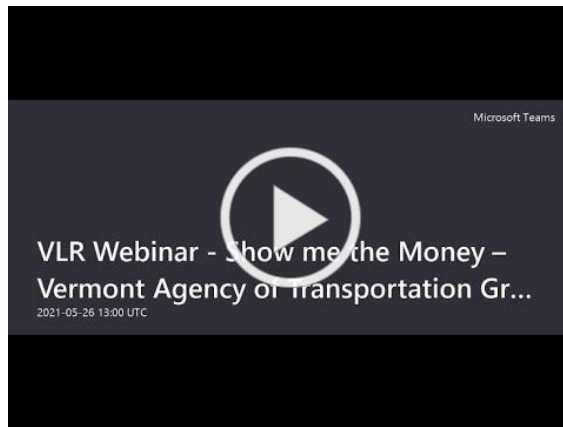 Microsoft Teams
VLR Webinar - Show me the Money –
Vermont Agency of Transportation Gr...
2021-05-26 13:00 UTC